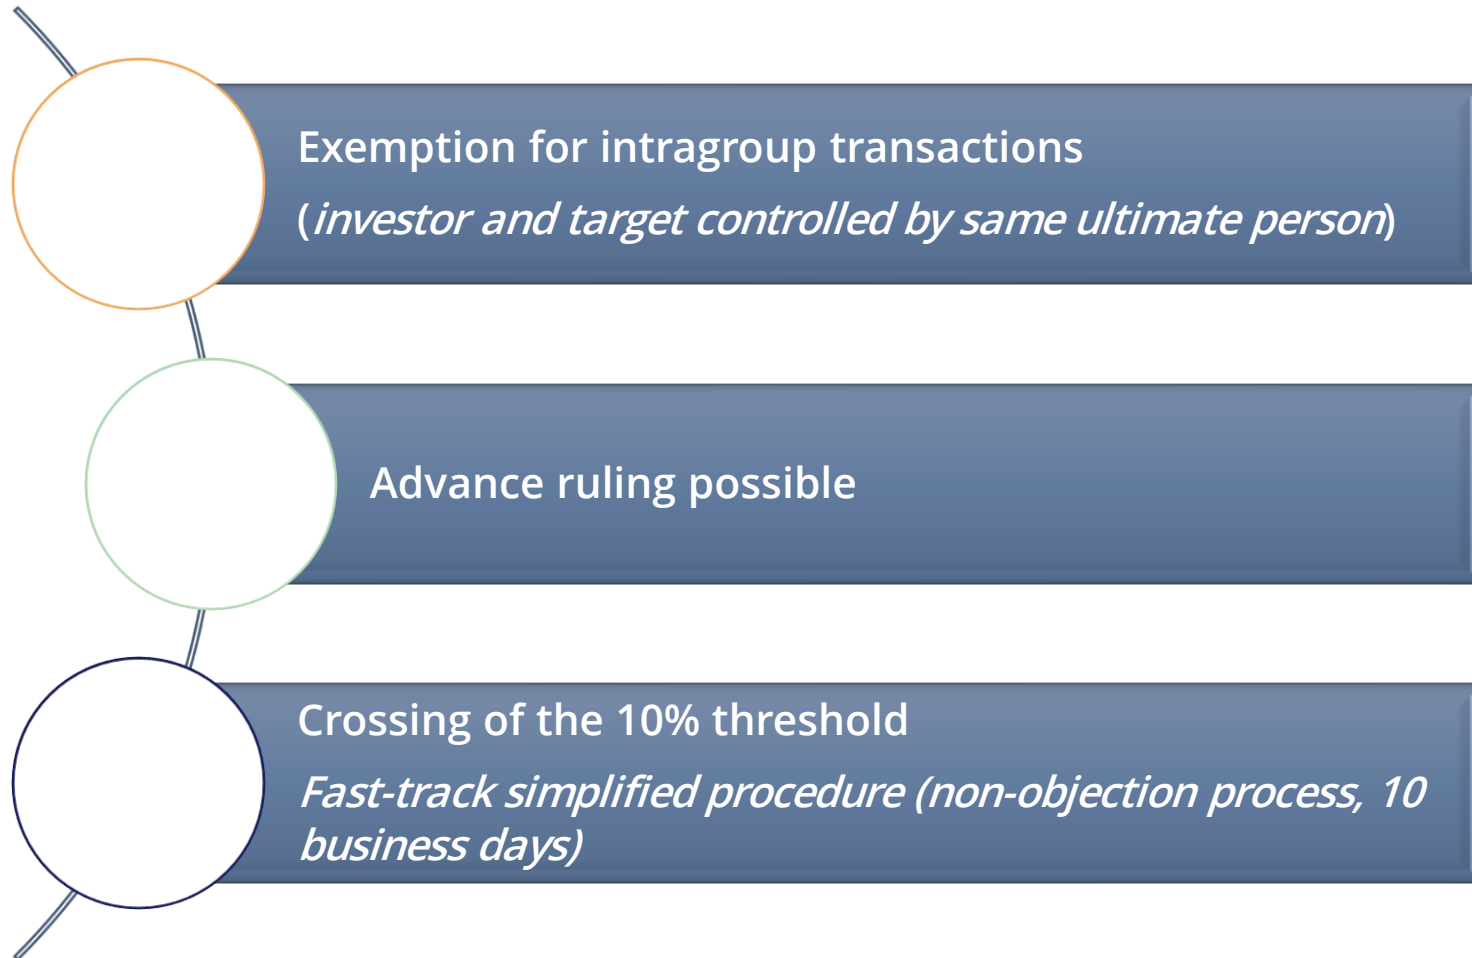 Exemption for intragroup transactions
(investor and target controlled by same ultimate person)
Advance ruling possible
Crossing of the 10% threshold
Fast-track simplified procedure (non-objection process, 10
business days)